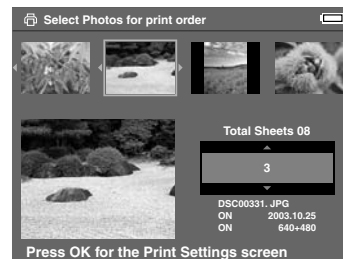 Select Photos for print order
Total Sheets 08
3
DSC00331. JPG
ON 2003.10.25
ON 640+480
Press OK for the Print Settings screen